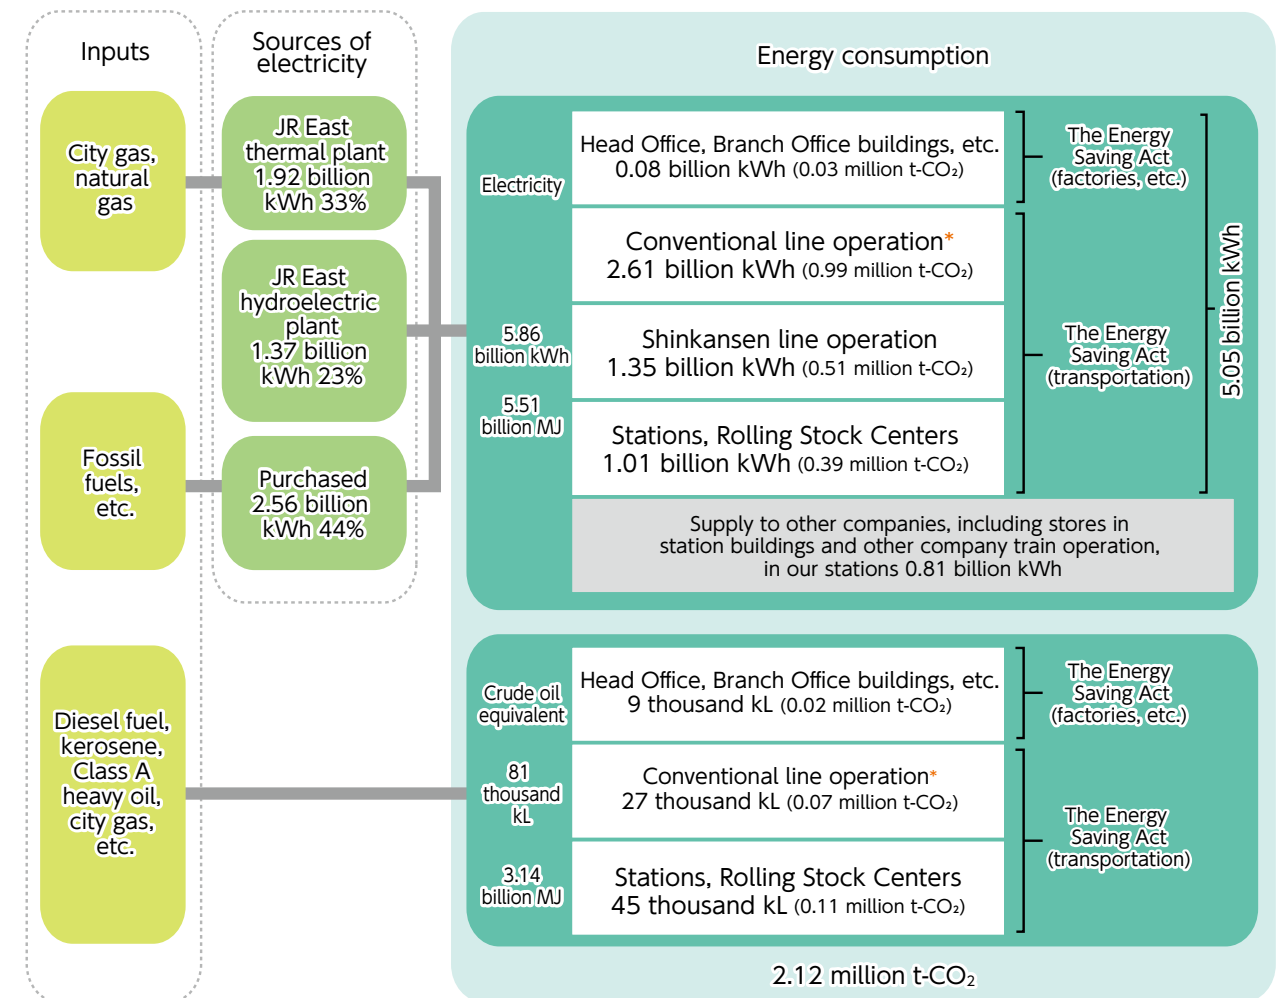 Inputs
City gas,
natural
gas
Fossil
fuels,
etc.
Diesel fuel,
kerosene,
Class A
heavy oil,
city gas,
etc.
Sources of
electricity
JR East
thermal plant
1.92 billion
kWh 33%
JR East
hydroelectric
plant
1.37 billion
kWh 23%
Purchased
2.56 billion
kWh 44%
Energy consumption
Electricity
5.86
billion kWh
5.51
billion MJ
Head Office, Branch Office buildings, etc.
0.08 billion kWh (0.03 million t-CO₂)
Conventional line operation*
2.61 billion kWh (0.99 million t-CO₂)
Shinkansen line operation
1.35 billion kWh (0.51 million t-CO₂)
Stations, Rolling Stock Centers
1.01 billion kWh (0.39 million t-CO₂)
Supply to other companies, including stores in
station buildings and other company train operation,
in our stations 0.81 billion kWh
The Energy
Saving Act
(factories, etc.)
The Energy
Saving Act
(transportation)
5.05 billion kWh
Crude oil
equivalent
81
thousand
kL
3.14
billion MJ
Head Office, Branch Office buildings, etc.
9 thousand kL (0.02 million t-CO₂)
Conventional line operation*
27 thousand kL (0.07 million t-CO₂)
Stations, Rolling Stock Centers
45 thousand kL (0.11 million t-CO₂)
The Energy
Saving Act
(factories, etc.)
The Energy
Saving Act
(transportation)
2.12 million t-CO₂